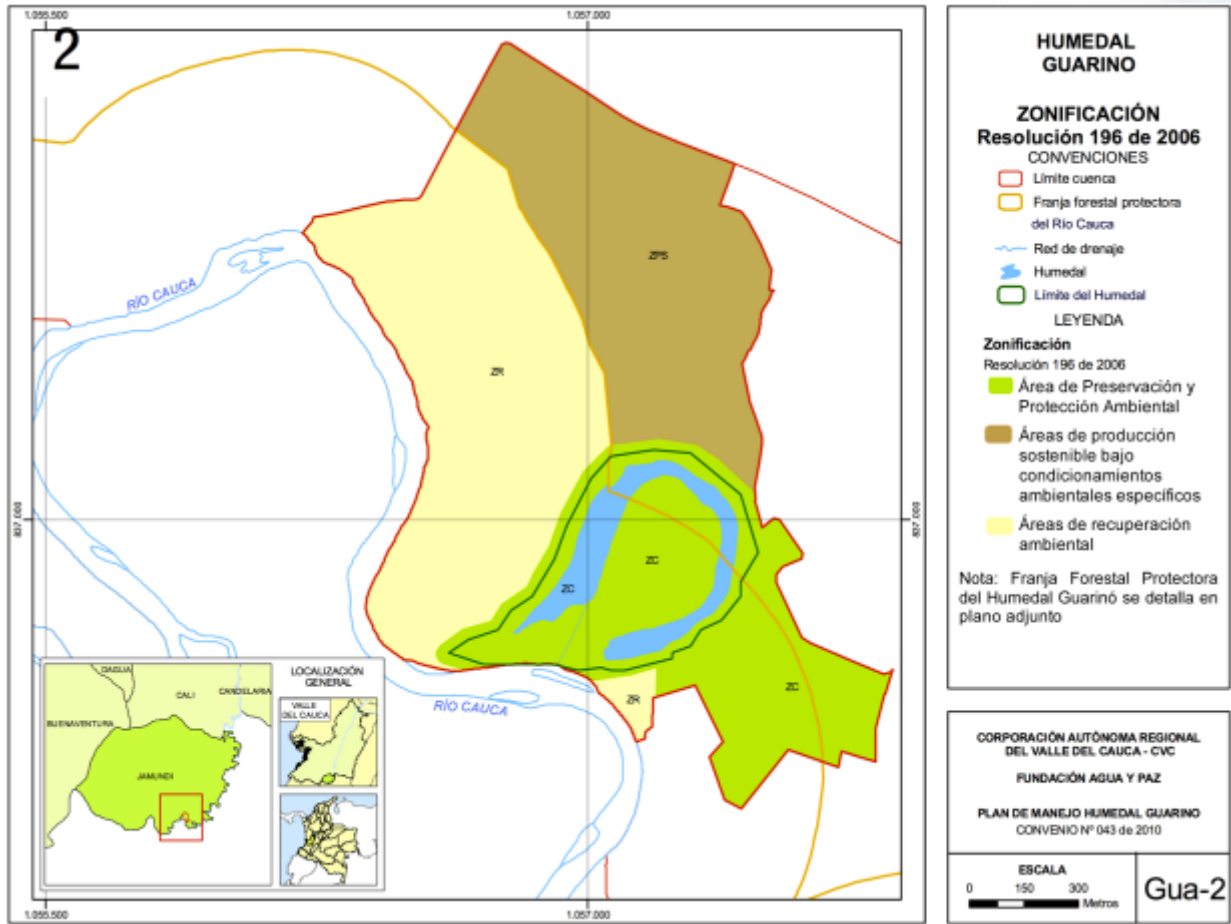 1.055.500
1.057.000
2
ZPS
RÍO CAUCA
ZR
837.000
837.000
ZC
ZC
ZC
ZR
RÍO CAUCA
DAGUA
CALI
CANDELARIA
BUENAVENTURA
JAMUNDI
LOCALIZACIÓN
GENERAL
VALLE
DEL CAUCA
1.055.500
1.057.000
HUMEDAL
GUARINO
ZONIFICACIÓN
Resolución 196 de 2006
CONVENCIONES
Límite cuenca
Franja forestal protectora
del Río Cauca
Red de drenaje
Humedal
Límite del Humedal
LEYENDA
Zonificación
Resolución 196 de 2006
Área de Preservación y
Protección Ambiental
Áreas de producción
sostenible bajo
condicionamientos
ambientales específicos
Áreas de recuperación
ambiental
Nota: Franja Forestal Protectora
del Humedal Guarinó se detalla en
plano adjunto
CORPORACIÓN AUTÓNOMA REGIONAL
DEL VALLE DEL CAUCA - CVC
FUNDACIÓN AGUA Y PAZ
PLAN DE MANEJO HUMEDAL GUARINO
CONVENIO Nº 043 de 2010
ESCALA
0 150 300
Metros
Gua-2